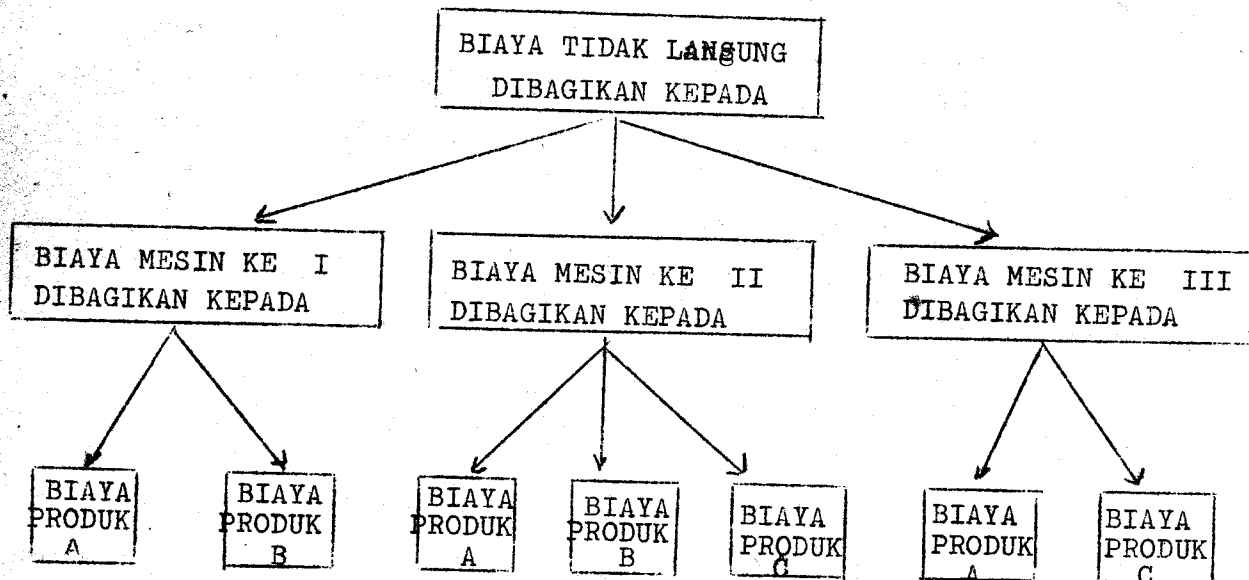 BIAYA TIDAK LANgSUNG
DIBAGIKAN KEPADA
BIAYA MESIN KE I
DIBAGIKAN KEPADA
BIAYA MESIN KE II
DIBAGIKAN KEPADA
BIAYA MESIN KE III
DIBAGIKAN KEPADA
BIAYA
PRODUK
A
BIAYA
PRODUK
B
BIAYA
PRODUK
A
BIAYA
PRODUK
B
BIAYA
PRODUK
C
BIAYA
PRODUK
A
BIAYA
PRODUK
C